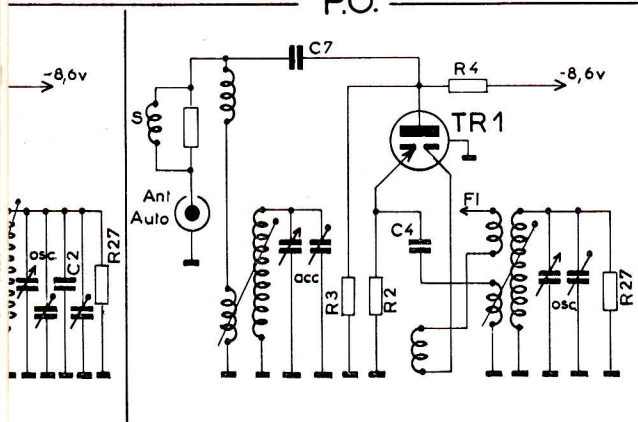 P.O.
C7
-8,6v
R4
-8,6v
S
TR1
Ant
Auto
FI
C4
osc.
C2
R27
acc
R3
R2
osc.
R27